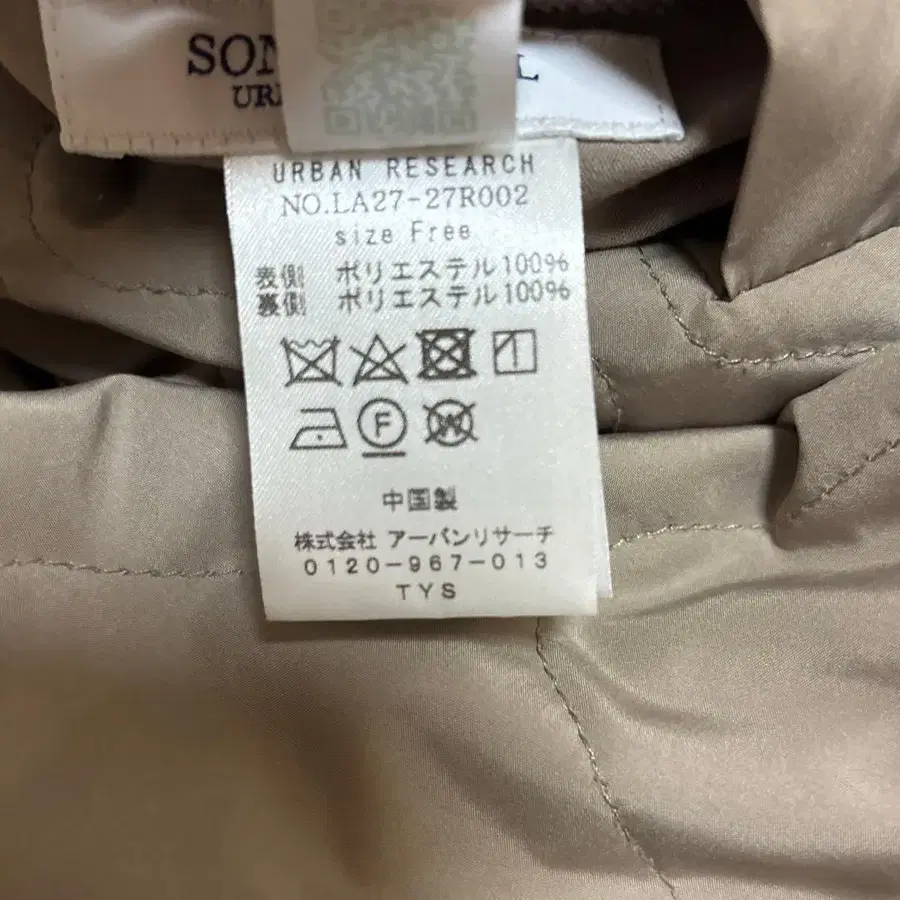 URBAN RESEARCH
NO.LA27-27R002
size Free
表側 ポリエステル100%
裏側 ポリエステル100%
F
W
中国製
株式会社 アーバンリサーチ
0120-967-013
TYS